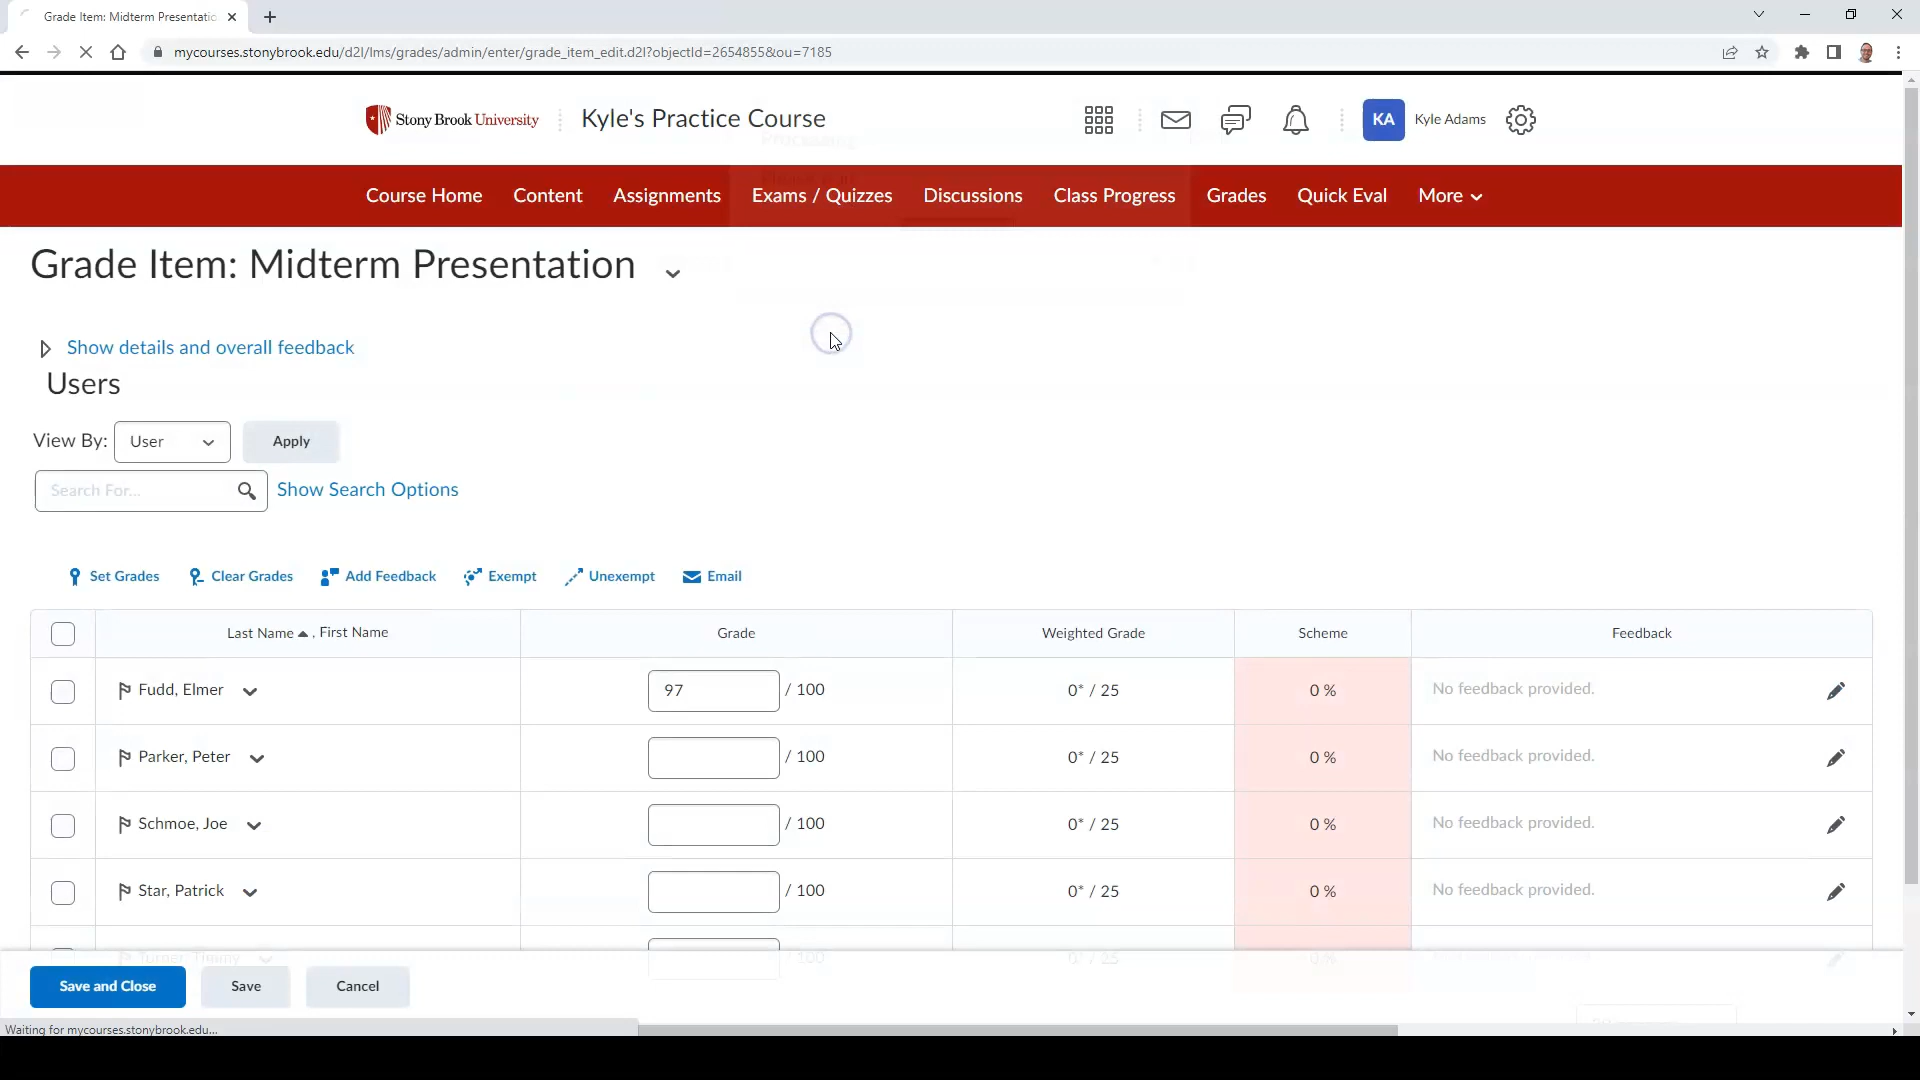 Grade Item: Midterm Presentatio
mycourses.stonybrook.edu/d2l/lms/grades/admin/enter/grade_item_edit.d2l?objectId=2654855&ou=7185
Stony Brook University
Kyle's Practice Course
KA
Kyle Adams
Course Home
Content
Assignments
Exams / Quizzes
Discussions
Class Progress
Grades
Quick Eval
More
Grade Item: Midterm Presentation
Show details and overall feedback
Users
View By: User Apply
Search For... Show Search Options
Set Grades Clear Grades Add Feedback Exempt Unexempt Email
Last Name , First Name Grade Weighted Grade Scheme Feedback
Fudd, Elmer 97 / 100 0* / 25 0 % No feedback provided.
Parker, Peter / 100 0* / 25 0 % No feedback provided.
Schmoe, Joe / 100 0* / 25 0 % No feedback provided.
Star, Patrick / 100 0* / 25 0 % No feedback provided.
Turner, Timmy / 100 0* / 25 0 %
Save and Close Save Cancel
Waiting for mycourses.stonybrook.edu...